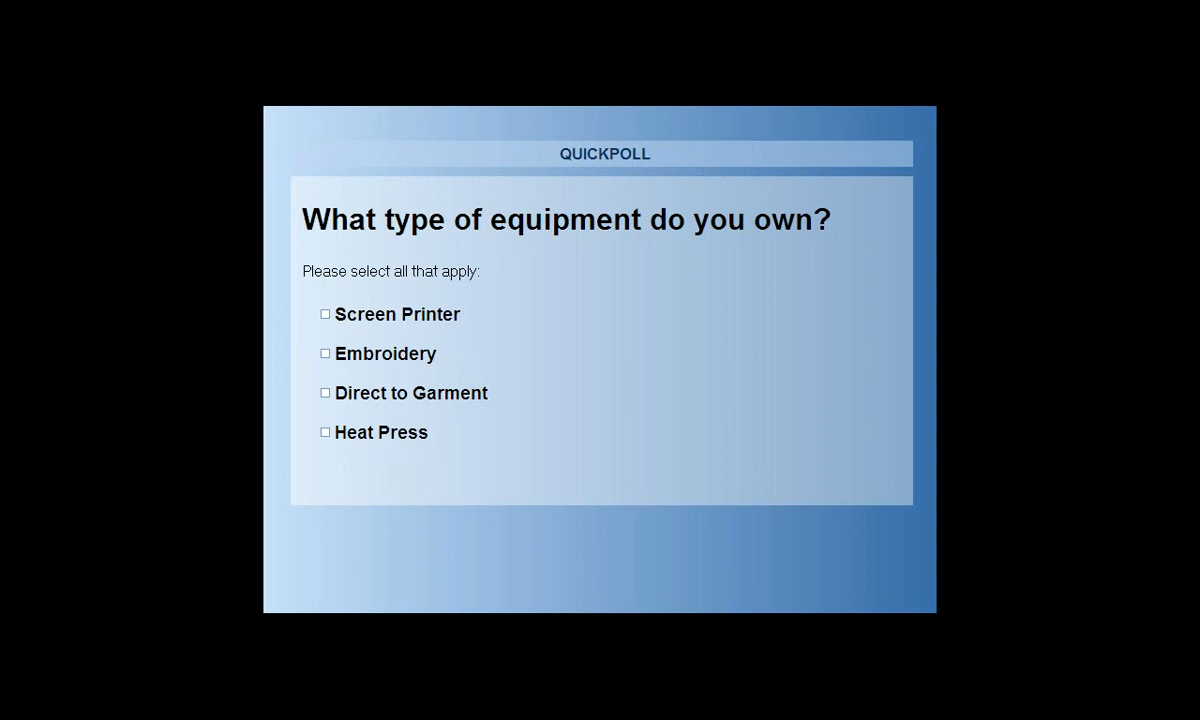 QUICKPOLL
What type of equipment do you own?
Please select all that apply:
Screen Printer
Embroidery
Direct to Garment
Heat Press